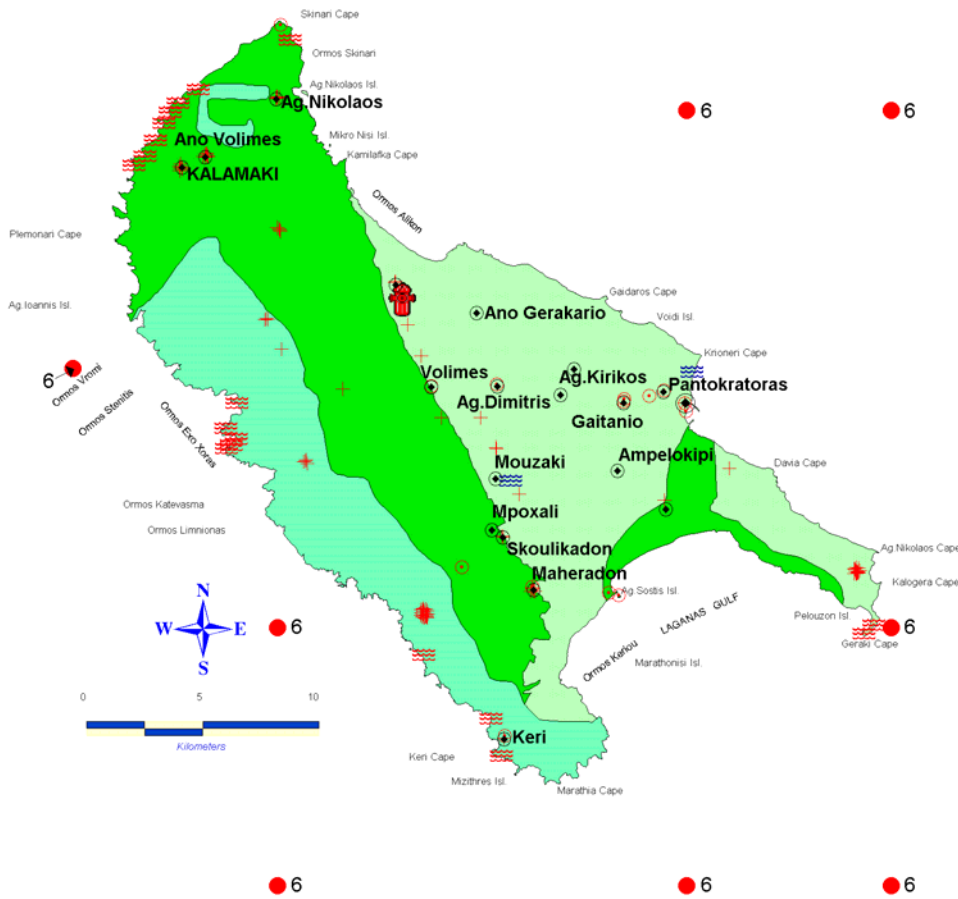 Skinari Cape
Ormos Skinari
Ag.Nikolaos Isl.
Ag.Nikolaos
6
6
Mikro Nisi Isl.
Ano Volimes
Kamilafka Cape
KALAMAKI
Ormos Alikon
Plemonari Cape
Gaidaros Cape
Ag.Ioannis Isl.
Voidi Isl.
Ano Gerakario
Krioneri Cape
6
Ormos Vromi
Volimes
Ag.Kirikos
Pantokratoras
Ormos Stenitis
Ag.Dimitris
Gaitanio
Ormos Exo Xoras
Mouzaki
Ampelokipi
Davia Cape
Ormos Katevasma
Mpoxali
Ormos Limnionas
Skoulikadon
Ag.Nikolaos Cape
Maheradon
Kalogera Cape
N
Ag.Sostis Isl.
W
E
6
LAGANAS GULF
Pelouzon Isl.
6
S
Geraki Cape
Ormos Keriou
Marathonisi Isl.
0
5
10
Keri
Kilometers
Keri Cape
Mizithres Isl.
Marathia Cape
6
6
6